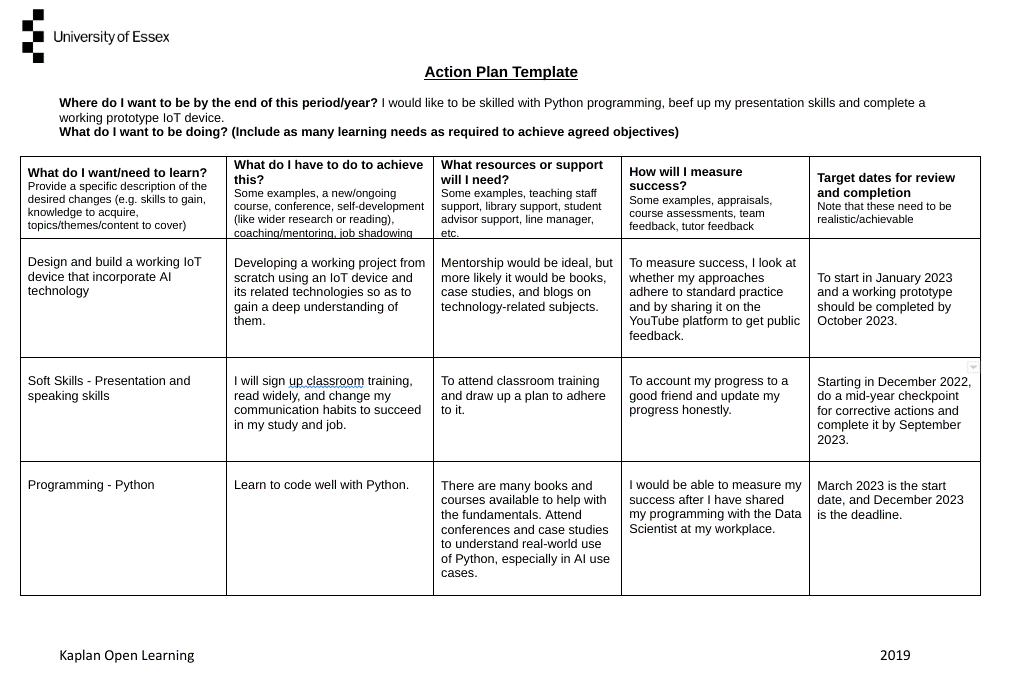 University of Essex
Action Plan Template
Where do I want to be by the end of this period/year? I would like to be skilled with Python programming, beef up my presentation skills and complete a
working prototype IoT device.
What do I want to be doing? (Include as many learning needs as required to achieve agreed objectives)
What do I want/need to learn?
Provide a specific description of the
desired changes (e.g. skills to gain,
knowledge to acquire,
topics/themes/content to cover)
What do I have to do to achieve
this?
Some examples, a new/ongoing
course, conference, self-development
(like wider research or reading),
coaching/mentoring, job shadowing
What resources or support
will I need?
Some examples, teaching staff
support, library support, student
advisor support, line manager,
etc.
How will I measure
success?
Some examples, appraisals,
course assessments, team
feedback, tutor feedback
Target dates for review
and completion
Note that these need to be
realistic/achievable
Design and build a working IoT
device that incorporate AI
technology
Developing a working project from
scratch using an IoT device and
its related technologies so as to
gain a deep understanding of
them.
Mentorship would be ideal, but
more likely it would be books,
case studies, and blogs on
technology-related subjects.
To measure success, I look at
whether my approaches
adhere to standard practice
and by sharing it on the
YouTube platform to get public
feedback.
To start in January 2023
and a working prototype
should be completed by
October 2023.
Soft Skills - Presentation and
speaking skills
I will sign up classroom training,
read widely, and change my
communication habits to succeed
in my study and job.
To attend classroom training
and draw up a plan to adhere
to it.
To account my progress to a
good friend and update my
progress honestly.
Starting in December 2022,
do a mid-year checkpoint
for corrective actions and
complete it by September
2023.
Programming - Python
Learn to code well with Python.
There are many books and
courses available to help with
the fundamentals. Attend
conferences and case studies
to understand real-world use
of Python, especially in AI use
cases.
I would be able to measure my
success after I have shared
my programming with the Data
Scientist at my workplace.
March 2023 is the start
date, and December 2023
is the deadline.
Kaplan Open Learning
2019